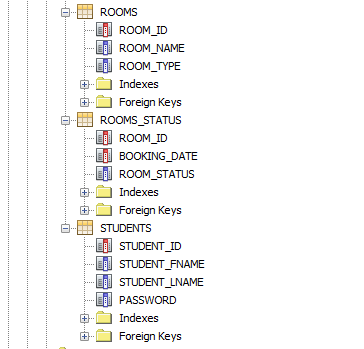 ROOMS
ROOM_ID
ROOM_NAME
ROOM_TYPE
Indexes
Foreign Keys
ROOMS_STATUS
ROOM_ID
BOOKING_DATE
ROOM_STATUS
Indexes
Foreign Keys
STUDENTS
STUDENT_ID
STUDENT_FNAME
STUDENT_LNAME
PASSWORD
Indexes
Foreign Keys